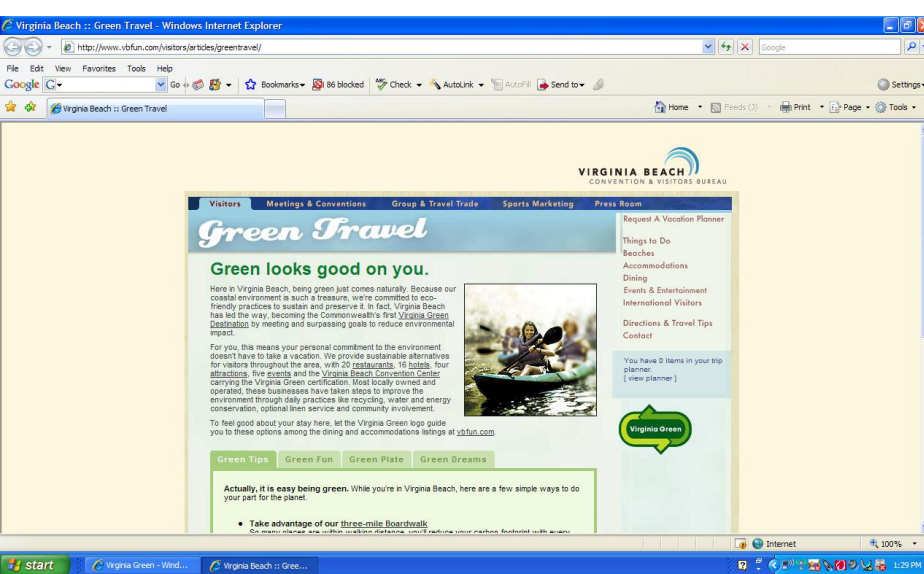 Virginia Beach :: Green Travel - Windows Internet Explorer
http://www.vbfun.com/visitors/articles/greentravel/
Google
File Edit View Favorites Tools Help
Google G Go Bookmarks 86 blocked Check AutoLink AutoFill Send to Settings
Virginia Beach :: Green Travel
Home Feeds (3) Print Page Tools
VIRGINIA BEACH
CONVENTION & VISITORS BUREAU
Visitors Meetings & Conventions Group & Travel Trade Sports Marketing Press Room
Green Travel
Green looks good on you.
Here in Virginia Beach, being green just comes naturally. Because our
coastal environment is such a treasure, we're committed to eco-
friendly practices to sustain and preserve it. In fact, Virginia Beach
has led the way, becoming the Commonwealth's first Virginia Green
Destination by meeting and surpassing goals to reduce environmental
impact.
For you, this means your personal commitment to the environment
doesn't have to take a vacation. We provide sustainable alternatives
for visitors throughout the area, with 20 restaurants, 16 hotels, four
attractions, five events and the Virginia Beach Convention Center
carrying the Virginia Green certification. Most locally owned and
operated, these businesses have taken steps to improve the
environment through daily practices like recycling, water and energy
conservation, optional linen service and community involvement.
To feel good about your stay here, let the Virginia Green logo guide
you to these options among the dining and accommodations listings at vbfun.com.
Request A Vacation Planner
Things to Do
Beaches
Accommodations
Dining
Events & Entertainment
International Visitors
Directions & Travel Tips
Contact
You have 0 items in your trip
planner.
[ view planner ]
Virginia Green
Green Tips Green Fun Green Plate Green Dreams
Actually, it is easy being green. While you're in Virginia Beach, here are a few simple ways to do
your part for the planet.
• Take advantage of our three-mile Boardwalk
So many places are within walking distance, you'll reduce your carbon footprint with every
Internet 100%
start Virginia Green - Wind... Virginia Beach :: Gree... 1:29 PM